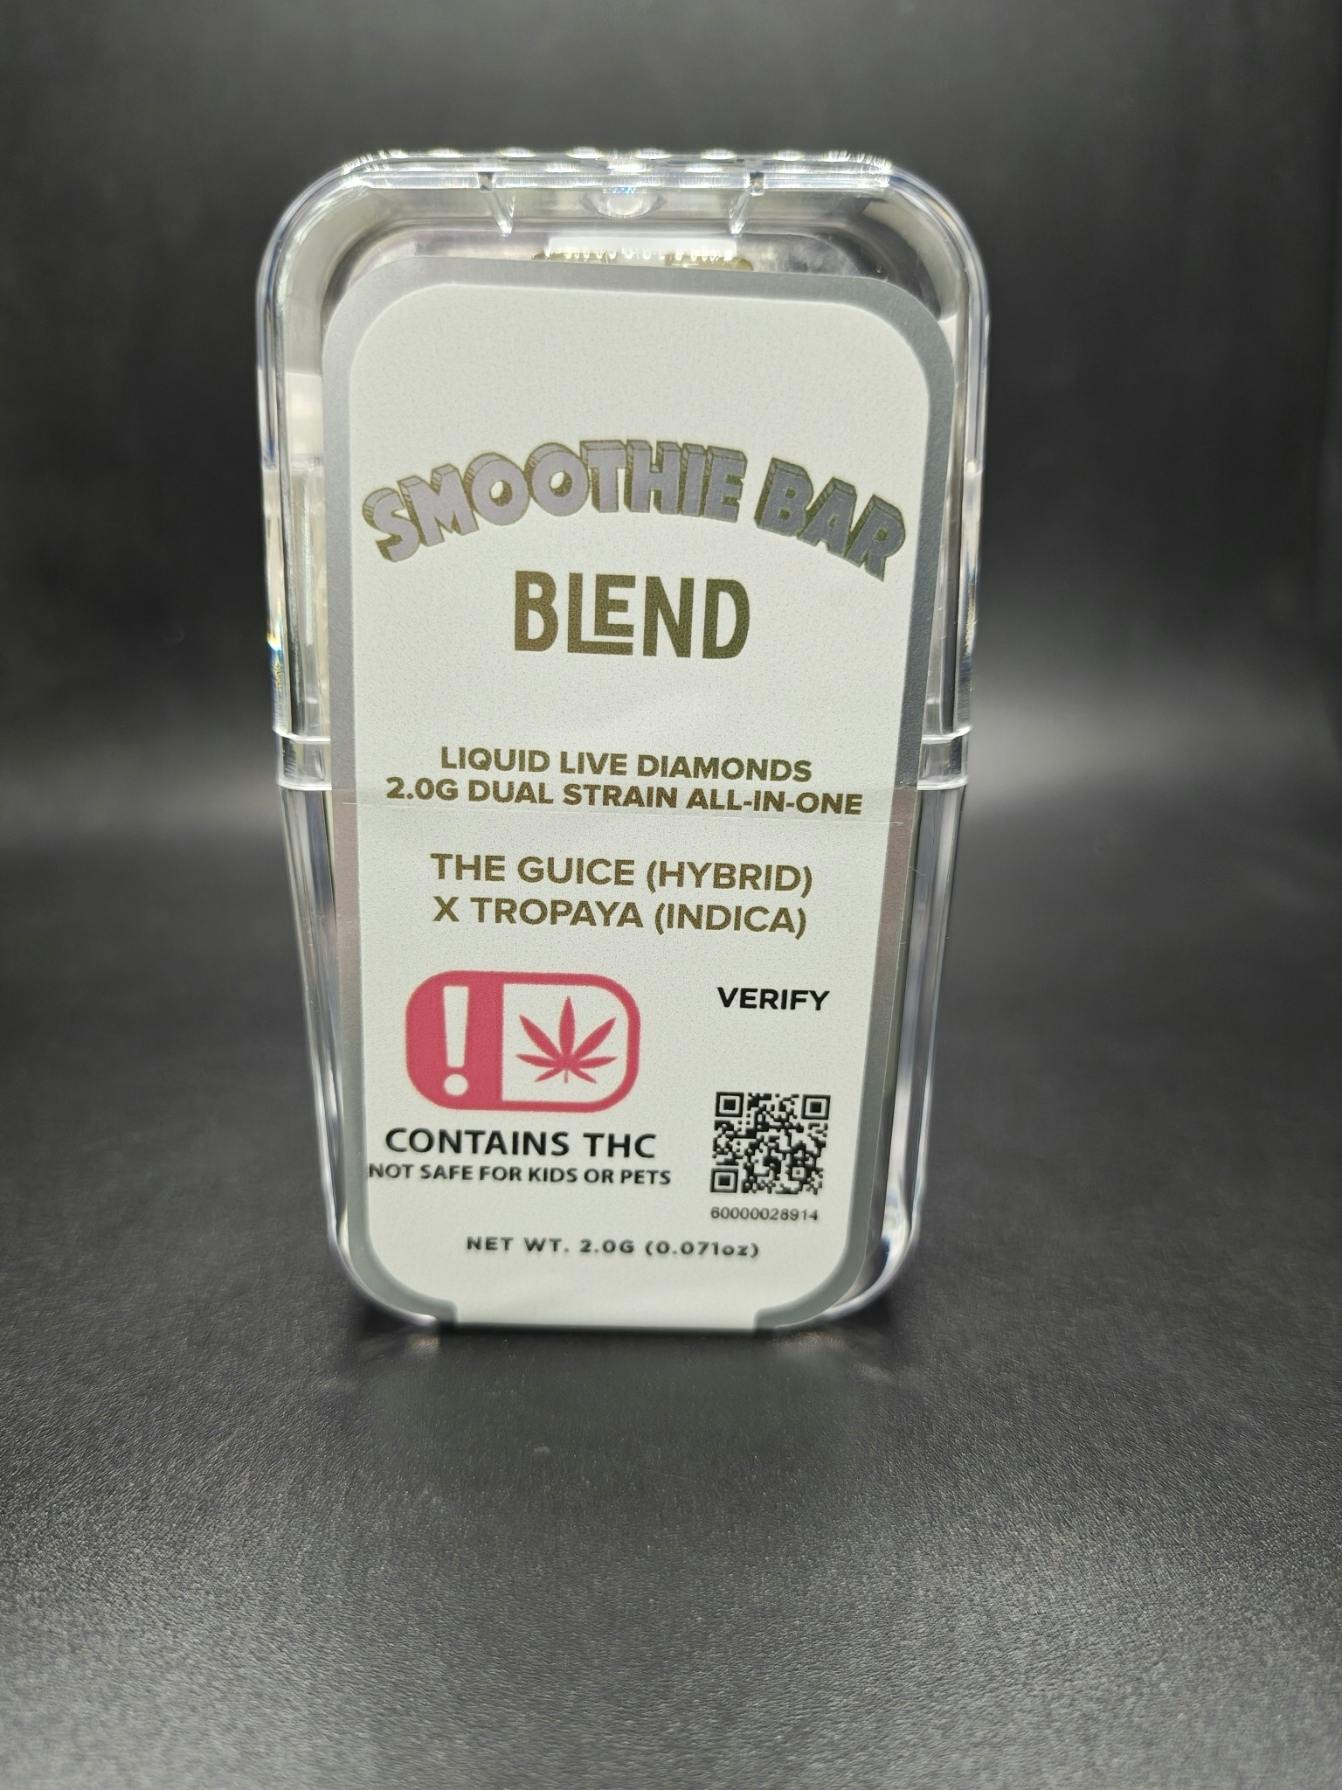 SMOOTHIE BAR
BLEND
LIQUID LIVE DIAMONDS
2.0G DUAL STRAIN ALL-IN-ONE
THE GUICE (HYBRID)
X TROPAYA (INDICA)
VERIFY
CONTAINS THC
NOT SAFE FOR KIDS OR PETS
60000028914
NET WT. 2.0G (0.071oz)